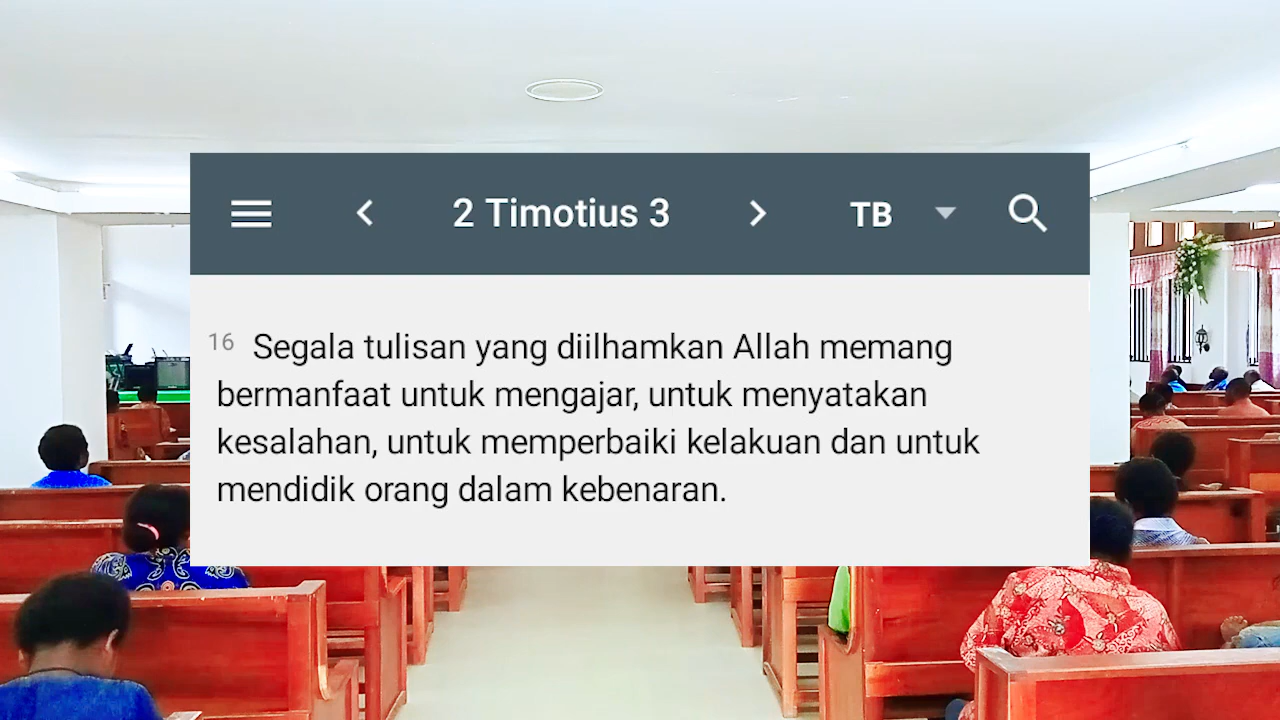 2 Timotius 3 TB
16 Segala tulisan yang diilhamkan Allah memang
bermanfaat untuk mengajar, untuk menyatakan
kesalahan, untuk memperbaiki kelakuan dan untuk
mendidik orang dalam kebenaran.